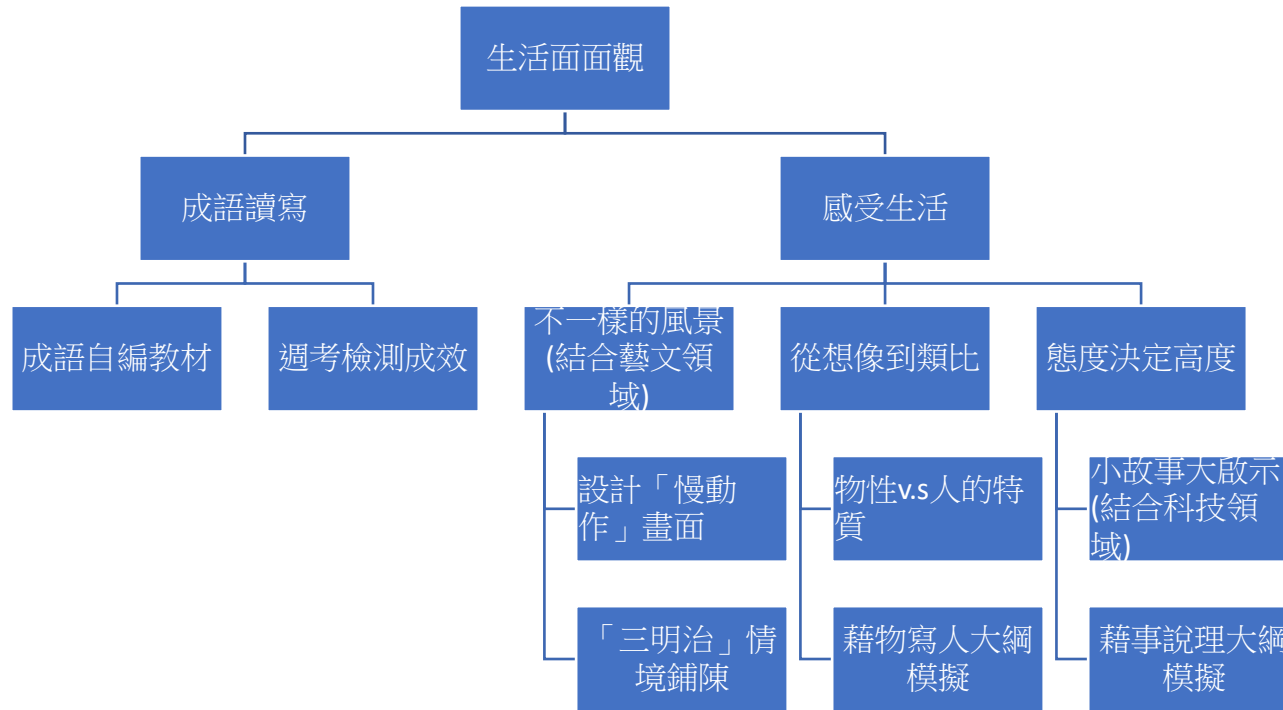 生活面面觀
成語讀寫
感受生活
成語自編教材
週考檢測成效
不一樣的風景
(結合藝文領
域)
從想像到類比
態度決定高度
設計「慢動
作」畫面
物性v.s人的特
質
小故事大啟示
(結合科技領
域)
「三明治」情
境鋪陳
藉物寫人大綱
模擬
藉事說理大綱
模擬